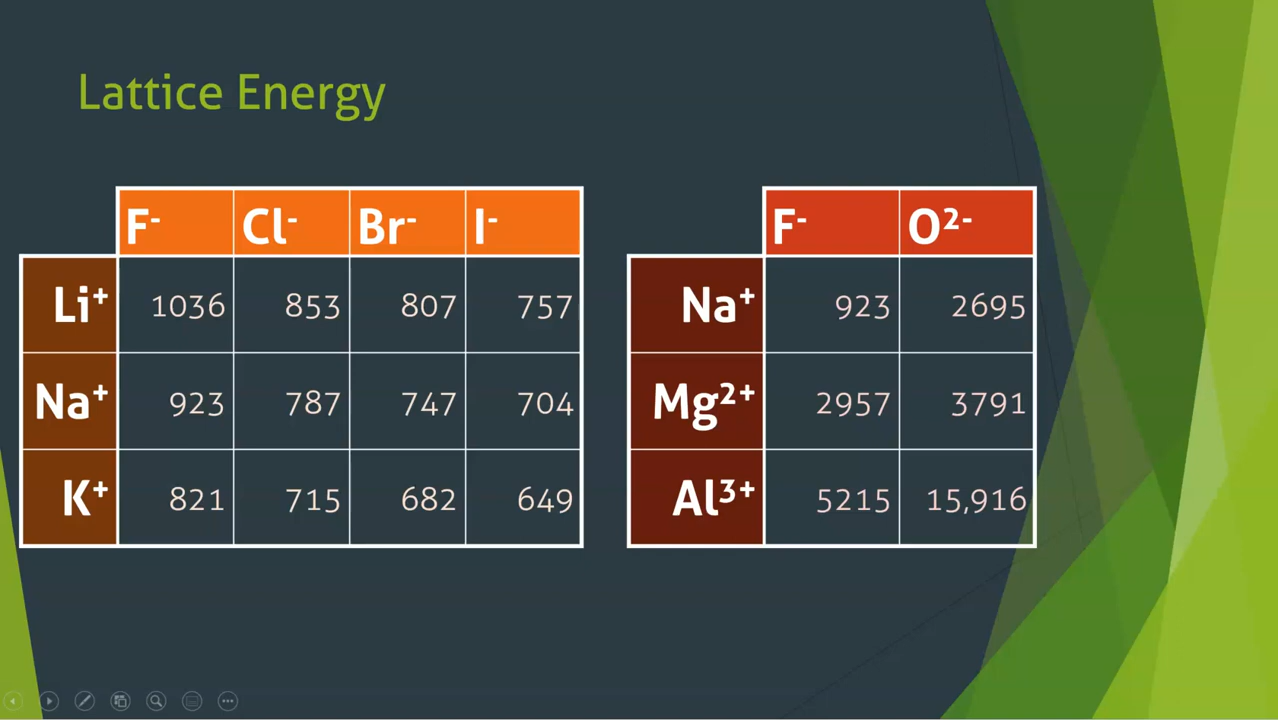 Lattice Energy
F⁻ Cl⁻ Br⁻ I⁻
Li⁺ 1036 853 807 757
Na⁺ 923 787 747 704
K⁺ 821 715 682 649
F⁻ O²⁻
Na⁺ 923 2695
Mg²⁺ 2957 3791
Al³⁺ 5215 15,916